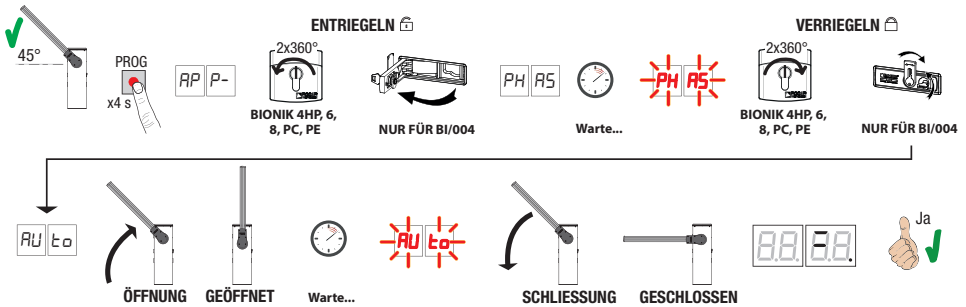 ENTRIEGELN
VERRIEGELN
45°
PROG
x4 s
AP P-
2x360°
BIONIK 4HP, 6,
8, PC, PE
NUR FÜR BI/004
PH AS
Warte...
PH AS
2x360°
BIONIK 4HP, 6,
8, PC, PE
NUR FÜR BI/004
AU to
ÖFFNUNG
GEÖFFNET
Warte...
AU to
SCHLIESSUNG
GESCHLOSSEN
Ja